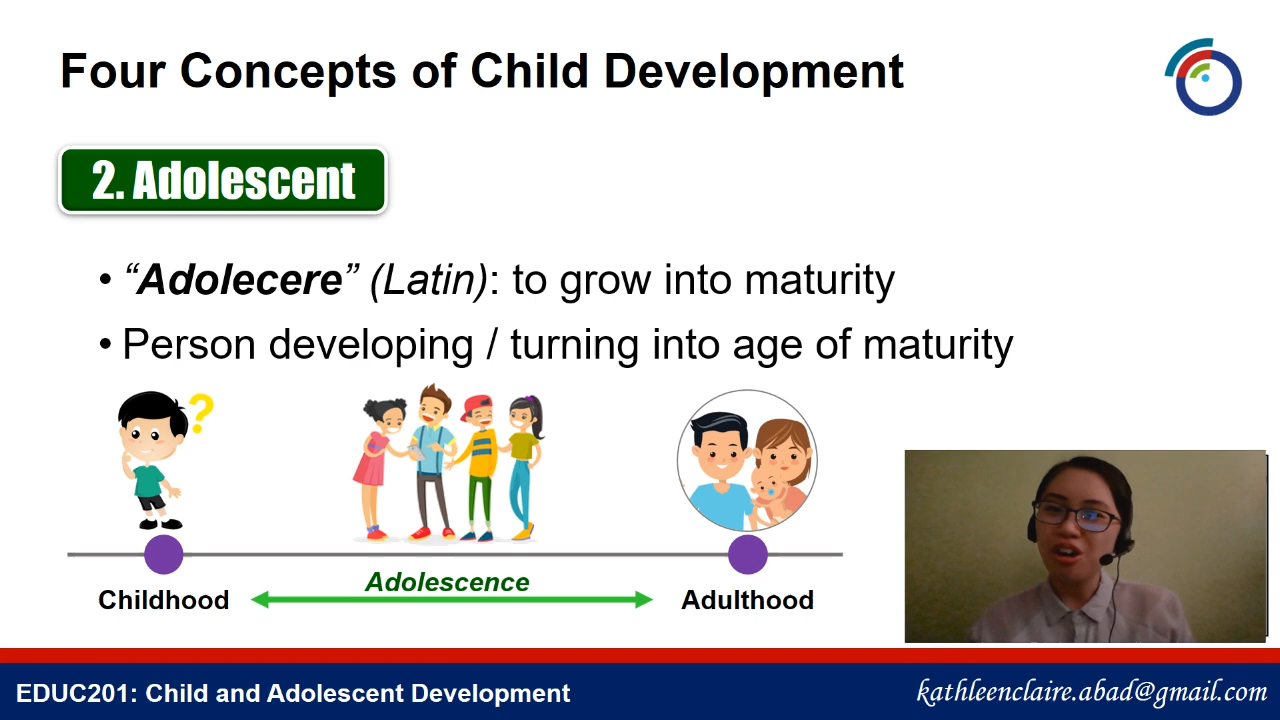 Four Concepts of Child Development
2. Adolescent
• “Adolecere” (Latin): to grow into maturity
• Person developing / turning into age of maturity
?
Adolescence
Childhood
Adulthood
EDUC201: Child and Adolescent Development
kathleenclaire.abad@gmail.com